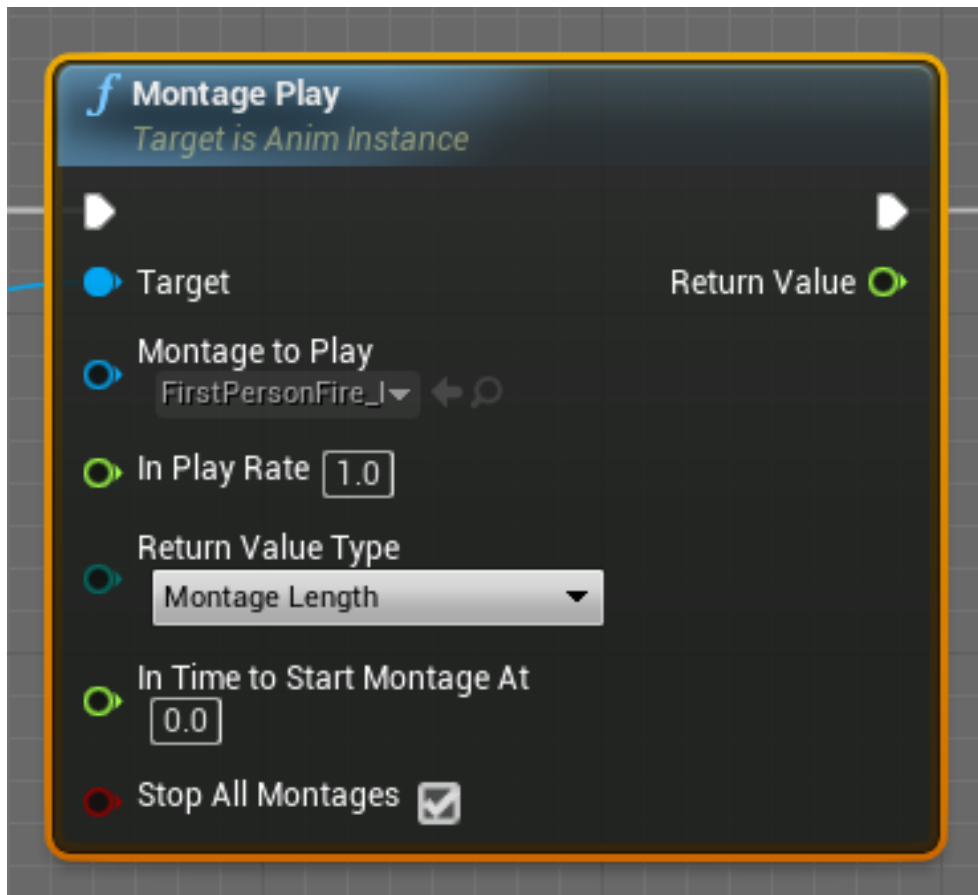 f Montage Play
Target is Anim Instance
Target
Return Value
Montage to Play
FirstPersonFire_
In Play Rate 1.0
Return Value Type
Montage Length
In Time to Start Montage At
0.0
Stop All Montages